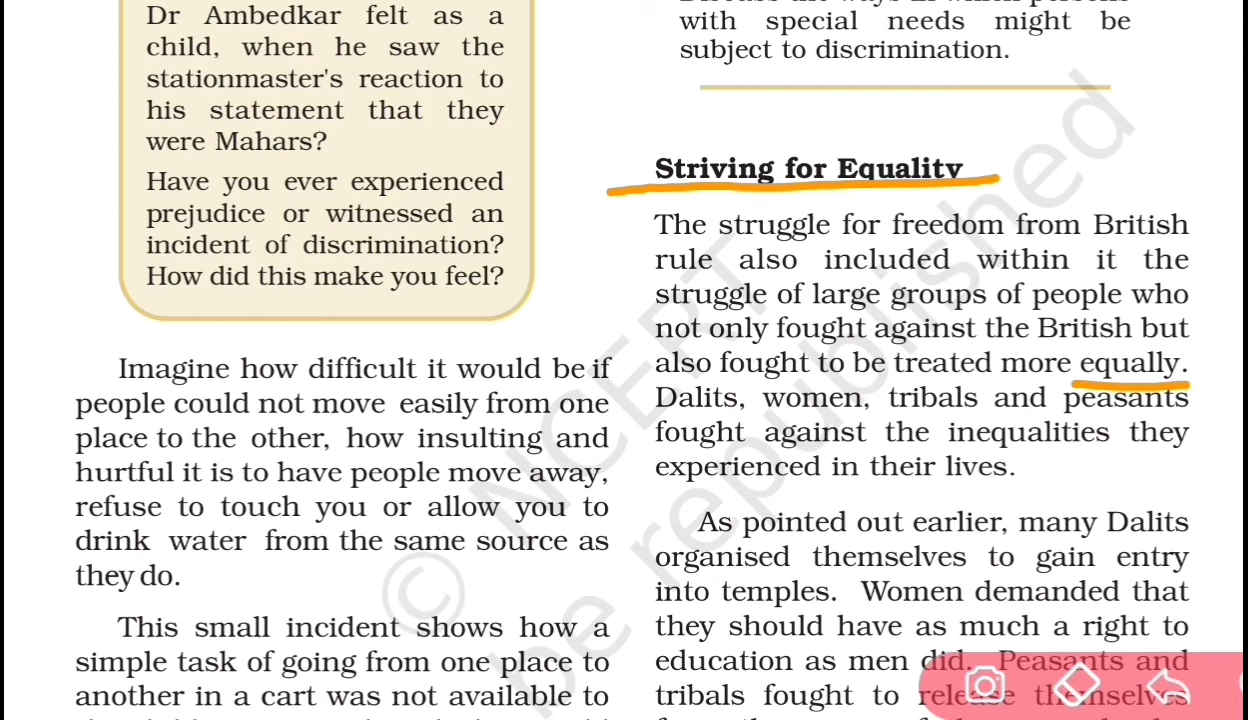 Dr Ambedkar felt as a
child, when he saw the
stationmaster's reaction to
his statement that they
were Mahars?
Have you ever experienced
prejudice or witnessed an
incident of discrimination?
How did this make you feel?
Imagine how difficult it would be if
people could not move easily from one
place to the other, how insulting and
hurtful it is to have people move away,
refuse to touch you or allow you to
drink water from the same source as
they do.
This small incident shows how a
simple task of going from one place to
another in a cart was not available to
with special needs might be
subject to discrimination.
Striving for Equality
The struggle for freedom from British
rule also included within it the
struggle of large groups of people who
not only fought against the British but
also fought to be treated more equally.
Dalits, women, tribals and peasants
fought against the inequalities they
experienced in their lives.
As pointed out earlier, many Dalits
organised themselves to gain entry
into temples. Women demanded that
they should have as much a right to
education as men did. Peasants and
tribals fought to release themselves
© NCERT
be republished